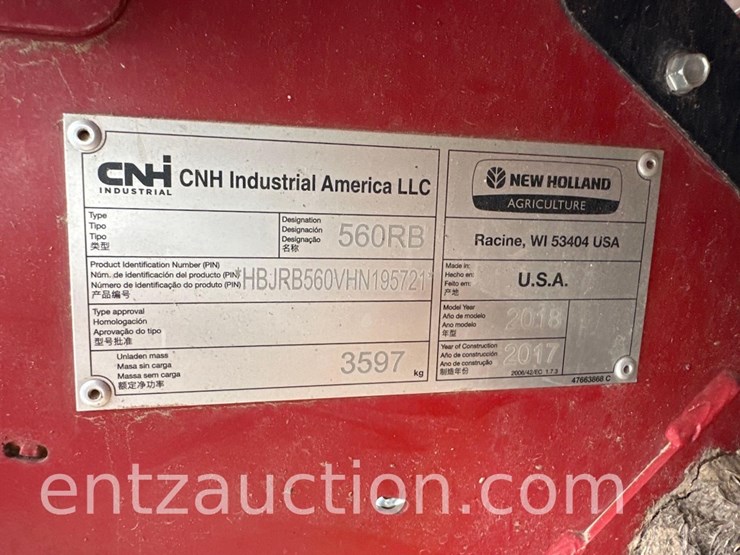 CNH INDUSTRIAL
CNH Industrial America LLC
NEW HOLLAND
AGRICULTURE
Racine, WI 53404 USA
Type
Tipo
Tipo
类型
Designation
Designación
Designação
名称
560RB
Product Identification Number (PIN)
Núm. de identificación del producto (PIN)
Número de identificação do produto (PIN)
产品编号
*HBJRB560VHN195721*
Made in:
Hecho en:
Feito em:
产地
U.S.A.
Type approval
Homologación
Aprovação do tipo
型号批准
Model Year
Año de modelo
Ano modelo
年型
2018
Unladen mass
Masa sin carga
Massa sem carga
额定净功率
3597 kg
Year of Construction
Año de construcción
Ano de construção
制造年份
2017
2006/42/EC 1.7.3
47663868 C
entzauction.com